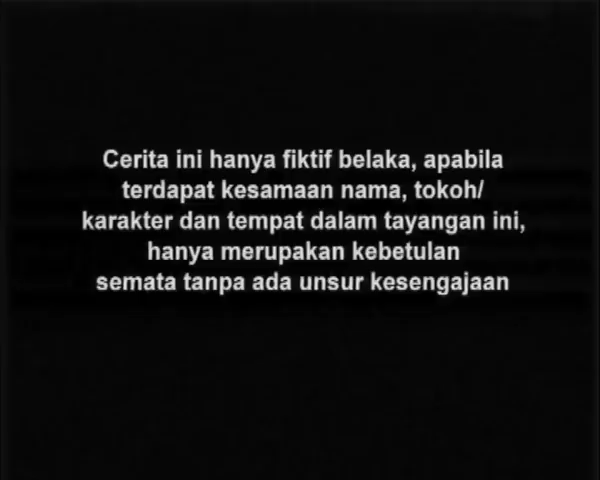 Cerita ini hanya fiktif belaka, apabila
terdapat kesamaan nama, tokoh/
karakter dan tempat dalam tayangan ini,
hanya merupakan kebetulan
semata tanpa ada unsur kesengajaan